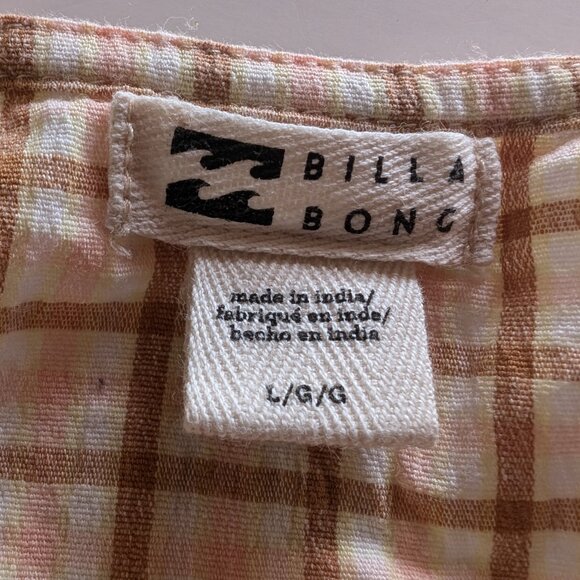 BILLA
BONG
made in india/
fabriqué en inde/
hecho en india
L/G/G